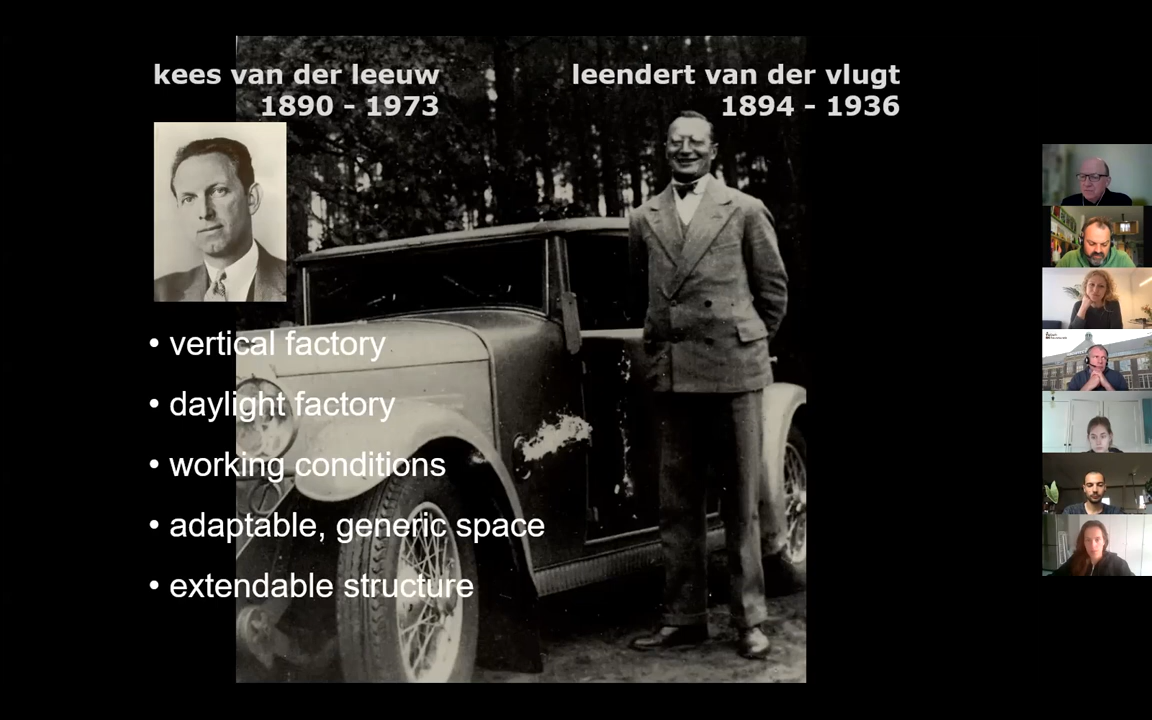 kees van der leeuw
1890 - 1973
leendert van der vlugt
1894 - 1936
• vertical factory
• daylight factory
• working conditions
• adaptable, generic space
• extendable structure